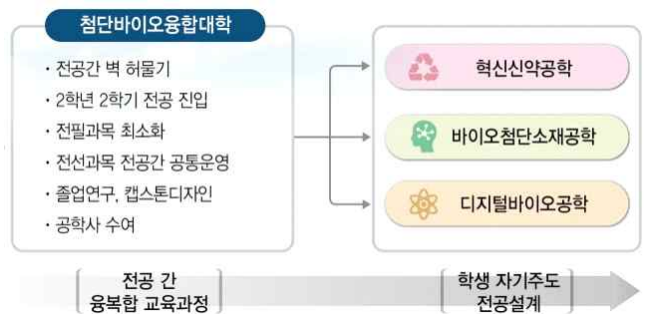 첨단바이오융합대학
· 전공간 벽 허물기
· 2학년 2학기 전공 진입
· 전필과목 최소화
· 전선과목 전공간 공통운영
· 졸업연구, 캡스톤디자인
· 공학사 수여
혁신신약공학
바이오첨단소재공학
디지털바이오공학
전공 간
융복합 교육과정
학생 자기주도
전공설계